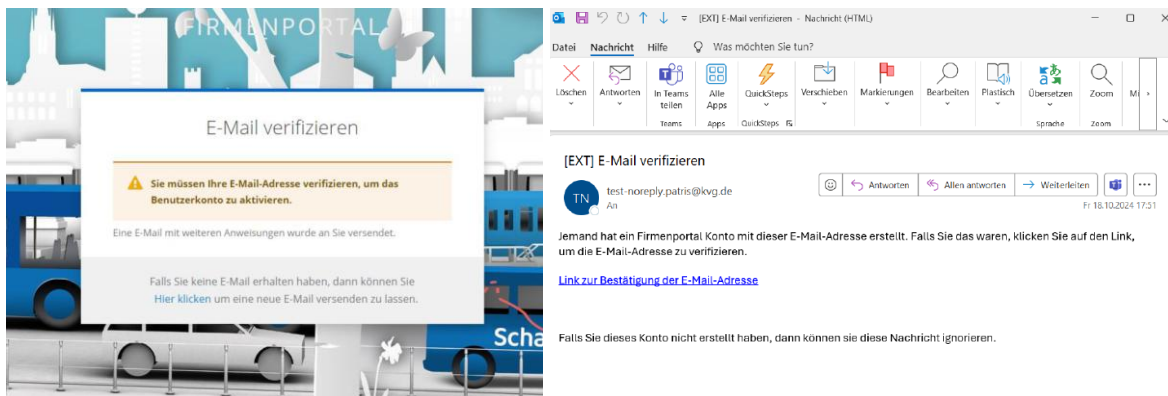 FIRMENPORTAL
E-Mail verifizieren
Sie müssen Ihre E-Mail-Adresse verifizieren, um das
Benutzerkonto zu aktivieren.
Eine E-Mail mit weiteren Anweisungen wurde an Sie versendet.
Falls Sie keine E-Mail erhalten haben, dann können Sie
Hier klicken um eine neue E-Mail versenden zu lassen.
Scha
[EXT] E-Mail verifizieren - Nachricht (HTML)
Datei Nachricht Hilfe Was möchten Sie tun?
Löschen Antworten In Teams teilen Alle Apps QuickSteps Verschieben Markierungen Bearbeiten Plastisch Übersetzen Zoom
Teams Apps QuickSteps Sprache Zoom
[EXT] E-Mail verifizieren
TN
test-noreply.patris@kvg.de
An
Antworten Allen antworten Weiterleiten
Fr 18.10.2024 17:51
Jemand hat ein Firmenportal Konto mit dieser E-Mail-Adresse erstellt. Falls Sie das waren, klicken Sie auf den Link,
um die E-Mail-Adresse zu verifizieren.
Link zur Bestätigung der E-Mail-Adresse
Falls Sie dieses Konto nicht erstellt haben, dann können sie diese Nachricht ignorieren.